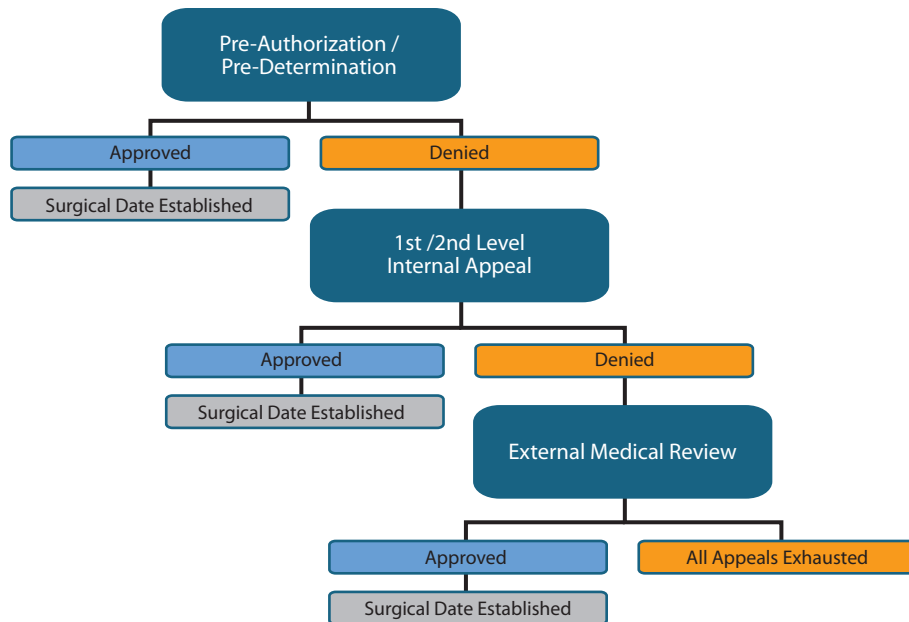 Pre-Authorization /
Pre-Determination
Approved
Denied
Surgical Date Established
1st /2nd Level
Internal Appeal
Approved
Denied
Surgical Date Established
External Medical Review
Approved
All Appeals Exhausted
Surgical Date Established